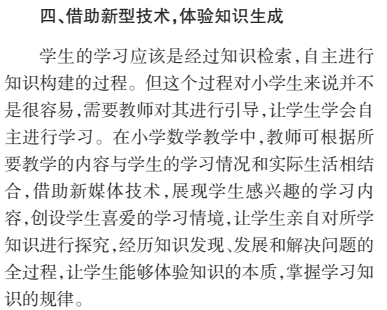 四、借助新型技术,体验知识生成
学生的学习应该是经过知识检索,自主进行
知识构建的过程。但这个过程对小学生来说并不
是很容易,需要教师对其进行引导,让学生学会自
主进行学习。在小学数学教学中,教师可根据所
要教学的内容与学生的学习情况和实际生活相结
合,借助新媒体技术,展现学生感兴趣的学习内
容,创设学生喜爱的学习情境,让学生亲自对所学
知识进行探究,经历知识发现、发展和解决问题的
全过程,让学生能够体验知识的本质,掌握学习知
识的规律。